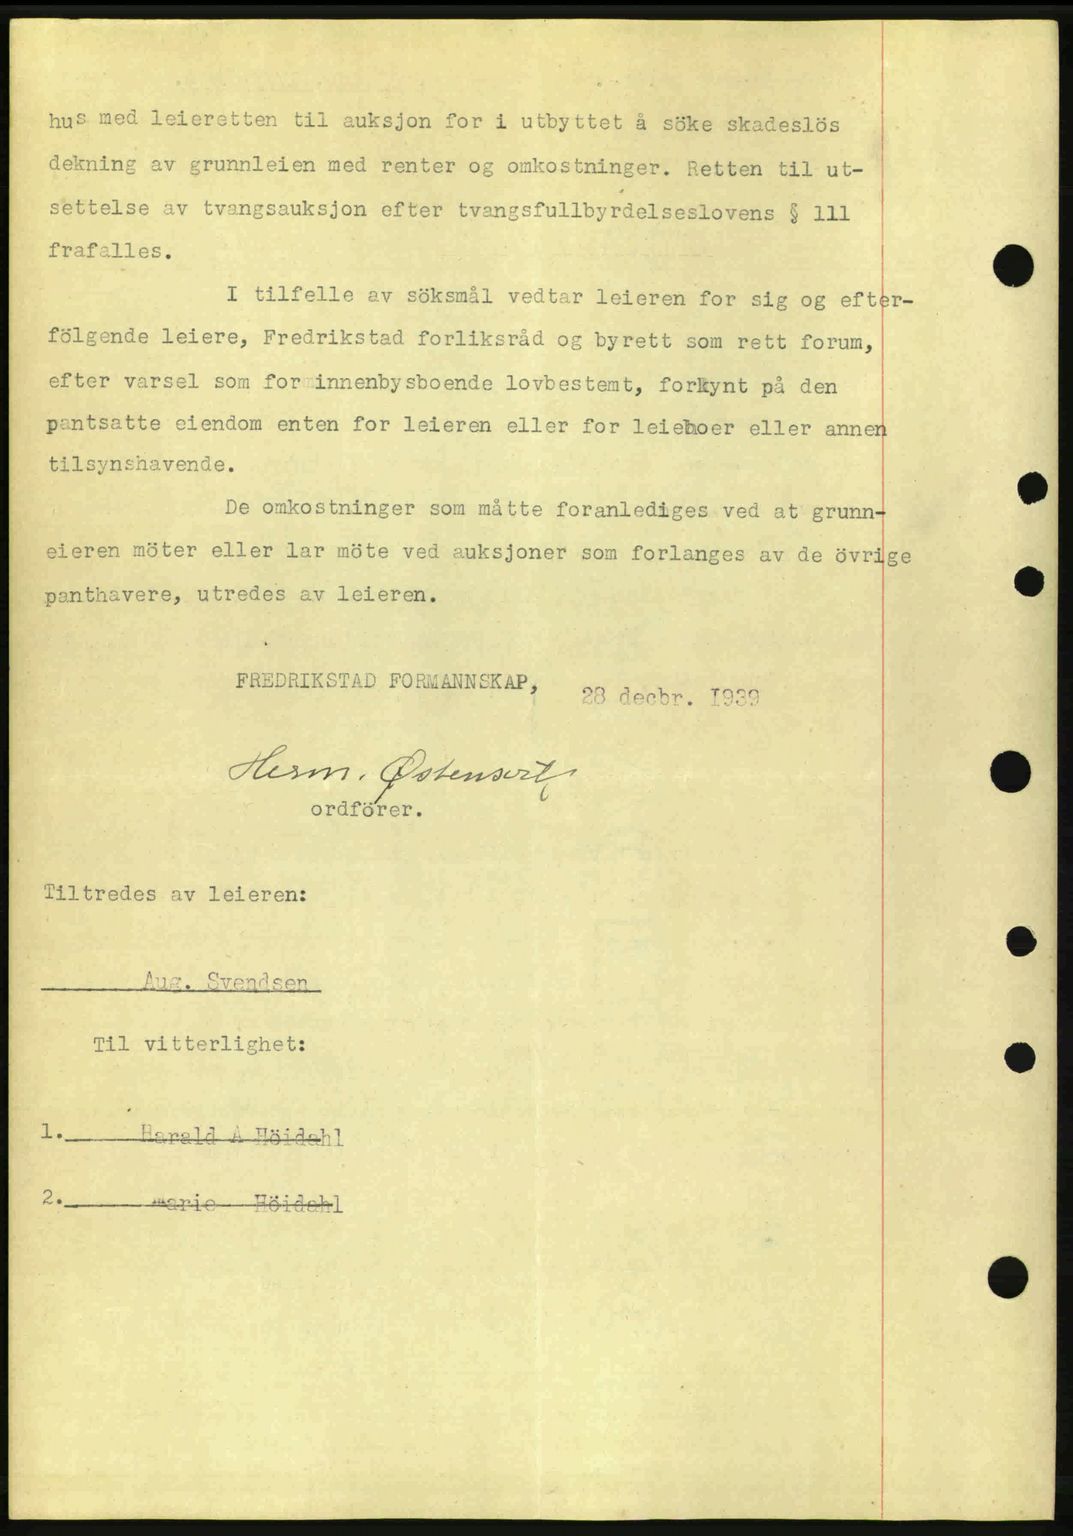 hus med leieretten til auksjon for i utbyttet å söke skadeslös
dekning av grunnleien med renter og omkostninger. Retten til ut-
settelse av tvangsauksjon efter tvangsfullbyrdelseslovens § 111
frafalles.
I tilfelle av söksmål vedtar leieren for sig og efter-
fölgende leiere, Fredrikstad forliksråd og byrett som rett forum,
efter varsel som for innenbysboende lovbestemt, forkynt på den
pantsatte eiendom enten for leieren eller for leieboer eller annen
tilsynshavende.
De omkostninger som måtte foranlediges ved at grunn-
eieren möter eller lar möte ved auksjoner som forlanges av de övrige
panthavere, utredes av leieren.
FREDRIKSTAD FORMANNSKAP, 28 decbr. I939
Herm. Østensvik
ordförer.
Tiltredes av leieren:
Aug. Svendsen
Til vitterlighet:
1. Harald A Höidahl
2. Marie Höidahl